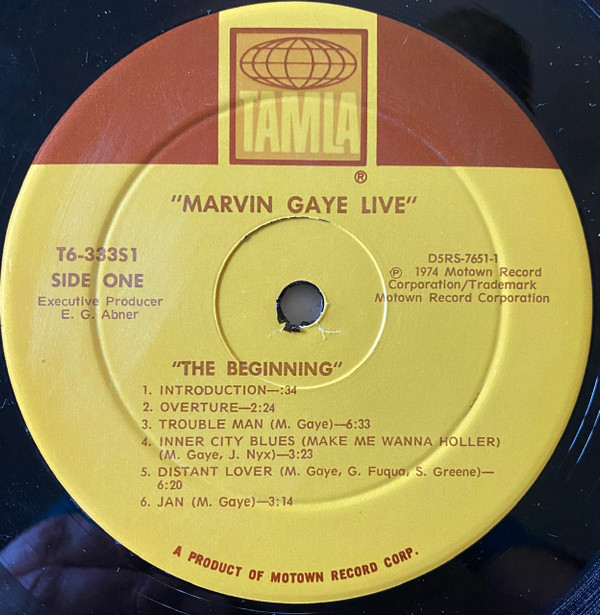 TAMLA
®
"MARVIN GAYE LIVE"
T6-333S1
SIDE ONE
Executive Producer
E. G. Abner
DSRS-7651-1
℗ 1974 Motown Record
Corporation/Trademark
Motown Record Corporation
"THE BEGINNING"
1. INTRODUCTION—:34
2. OVERTURE—2:24
3. TROUBLE MAN (M. Gaye)—6:33
4. INNER CITY BLUES (MAKE ME WANNA HOLLER)
(M. Gaye, J. Nyx)—3:23
5. DISTANT LOVER (M. Gaye, G. Fuqua, S. Greene)—
6:20
6. JAN (M. Gaye)—3:14
A PRODUCT OF MOTOWN RECORD CORP.